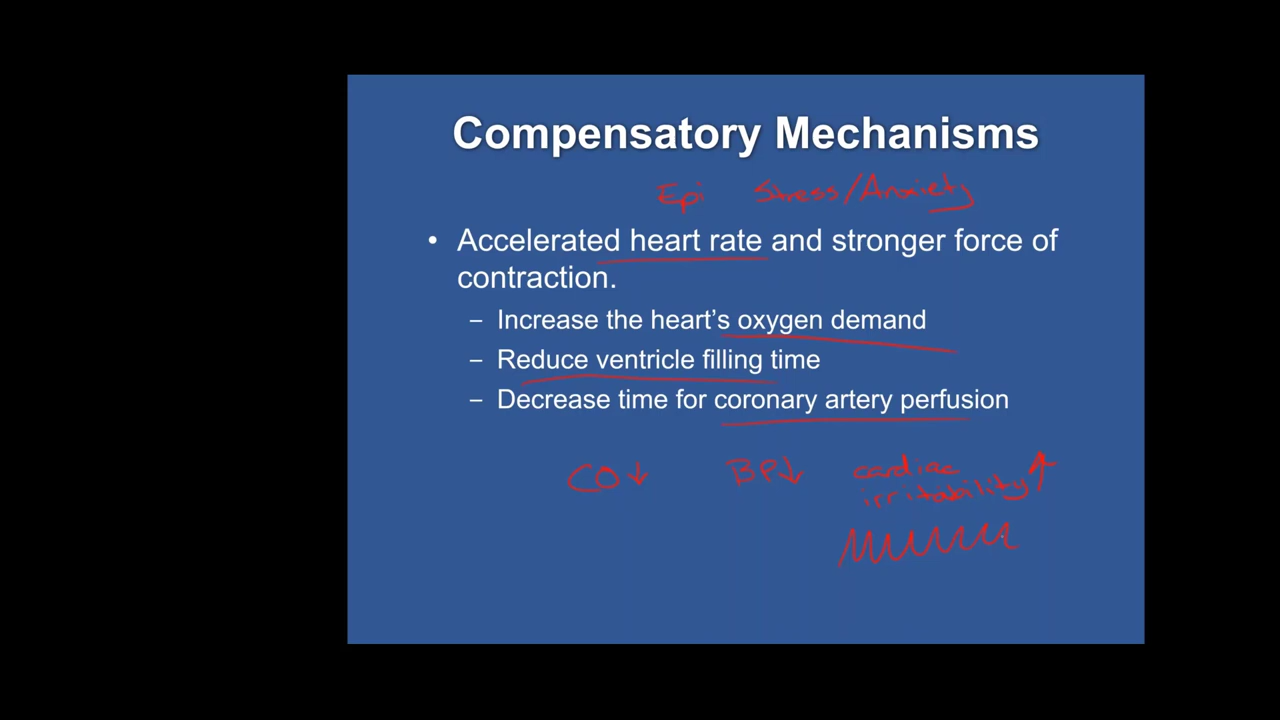 Compensatory Mechanisms
Epi Stress/Anxiety
• Accelerated heart rate and stronger force of
contraction.
– Increase the heart's oxygen demand
– Reduce ventricle filling time
– Decrease time for coronary artery perfusion
CO↓ BP↓ cardiac
irritability↑